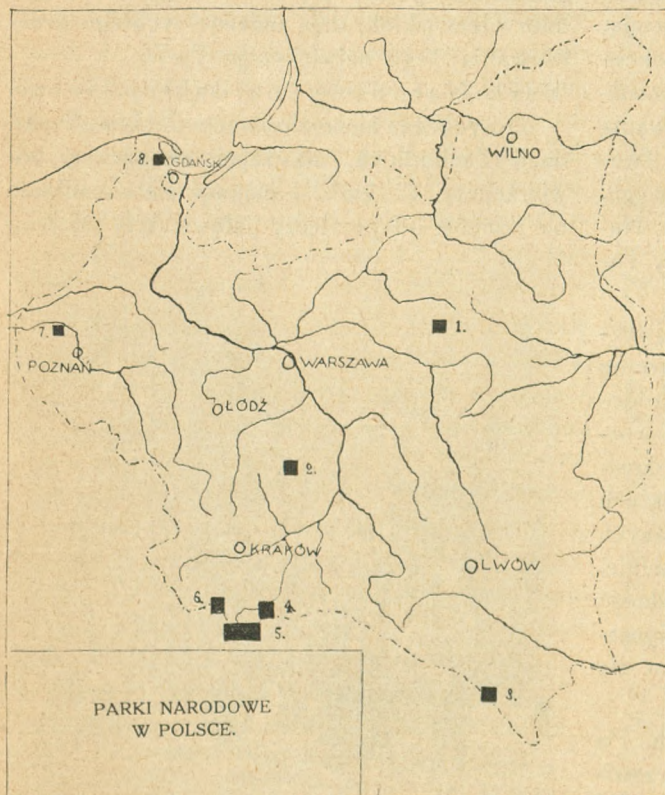 WILNO
8.
GDAŃSK
1.
7.
POZNAŃ
WARSZAWA
ŁÓDŹ
2.
KRAKÓW
LWÓW
6.
4.
5.
3.
PARKI NARODOWE
W POLSCE.